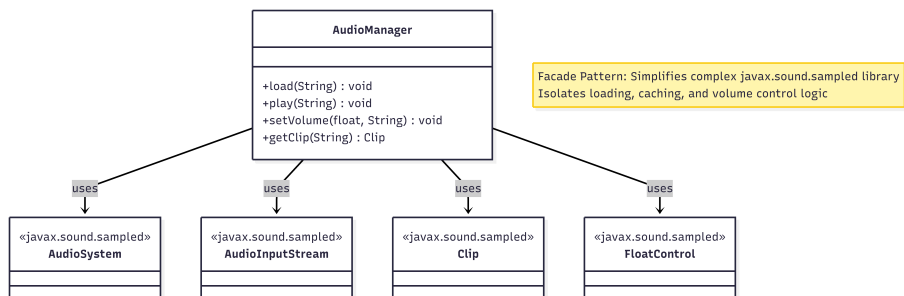 AudioManager
+load(String) : void
+play(String) : void
+setVolume(float, String) : void
+getClip(String) : Clip
Facade Pattern: Simplifies complex javax.sound.sampled library
Isolates loading, caching, and volume control logic
uses
uses
uses
uses
«javax.sound.sampled»
AudioSystem
«javax.sound.sampled»
AudioInputStream
«javax.sound.sampled»
Clip
«javax.sound.sampled»
FloatControl